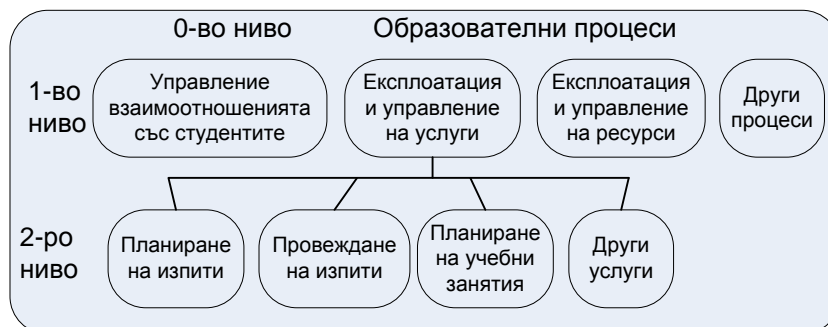 0-во ниво Образователни процеси
1-во
ниво
Управление
взаимоотношенията
със студентите
Експлоатация
и управление
на услуги
Експлоатация
и управление
на ресурси
Други
процеси
2-ро
ниво
Планиране
на изпити
Провеждане
на изпити
Планиране
на учебни
занятия
Други
услуги